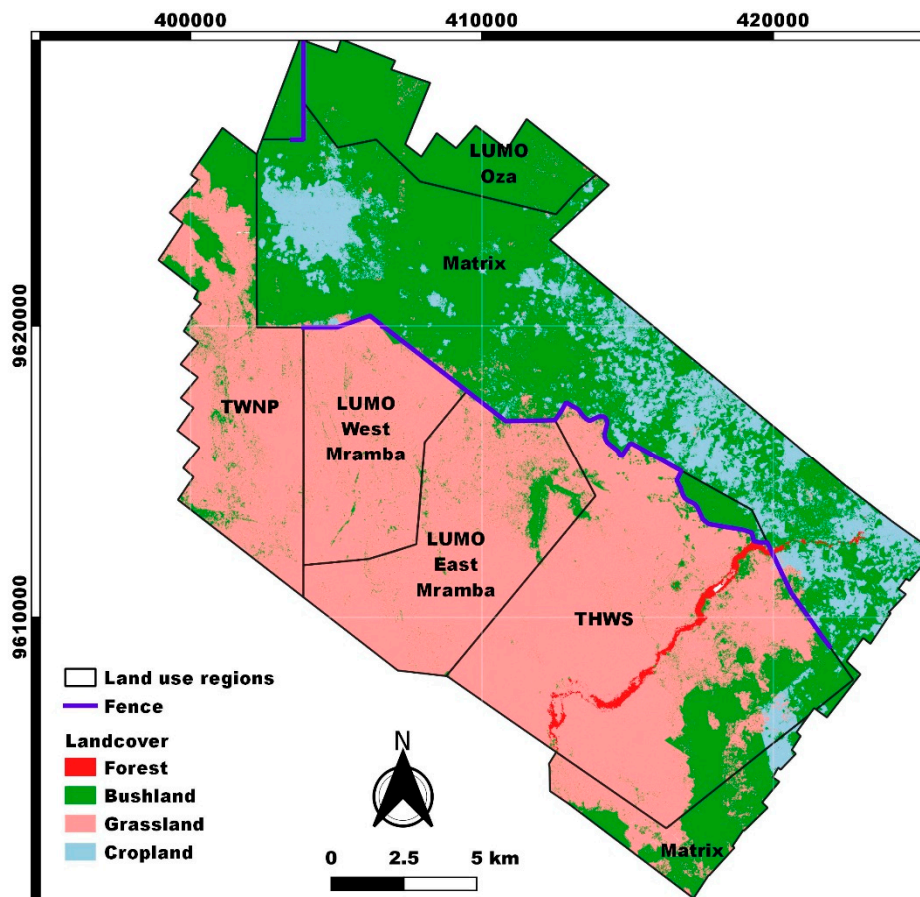 400000
410000
420000
9620000
9610000
LUMO
Oza
Matrix
TWNP
LUMO
West
Mramba
LUMO
East
Mramba
THWS
Matrix
Land use regions
Fence
Landcover
Forest
Bushland
Grassland
Cropland
N
0 2.5 5 km